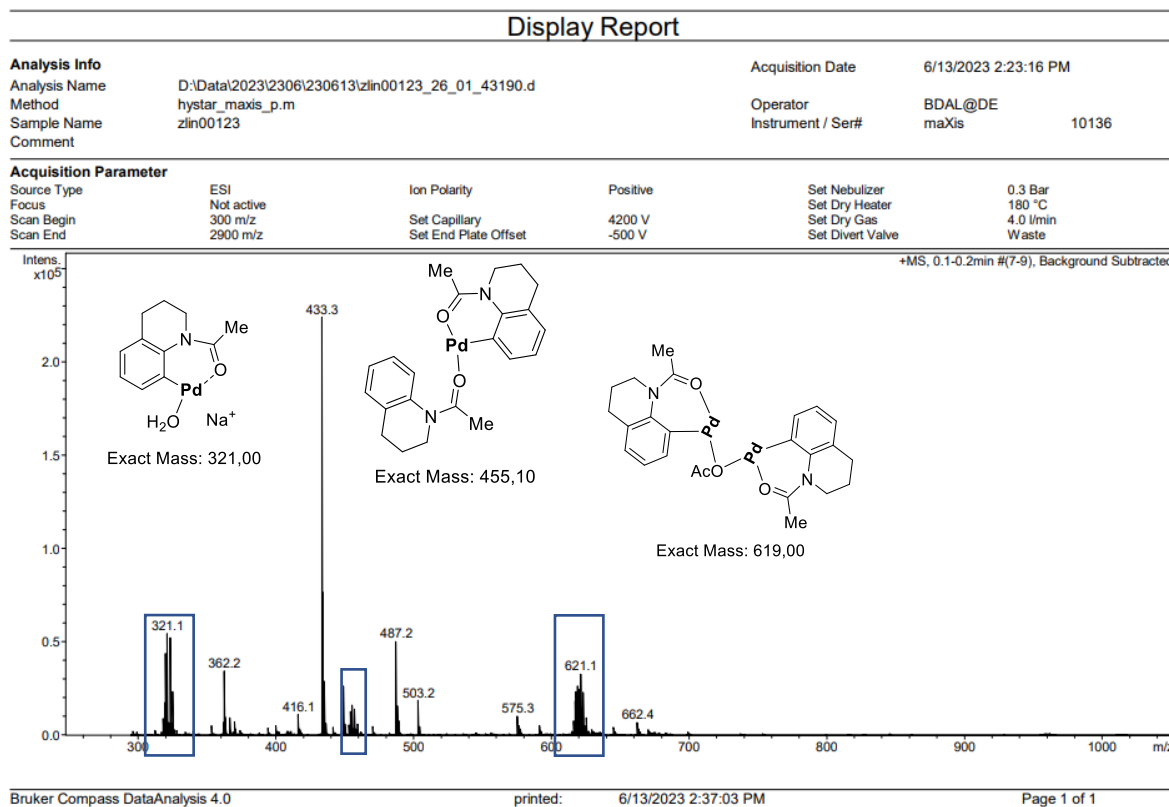 Display Report
Analysis Info
Analysis Name D:\Data\2023\2306\230613\zlin00123_26_01_43190.d
Method hystar_maxis_p.m
Sample Name zlin00123
Comment
Acquisition Date 6/13/2023 2:23:16 PM
Operator BDAL@DE
Instrument / Ser# maXis 10136
Acquisition Parameter
Source Type ESI Ion Polarity Positive Set Nebulizer 0.3 Bar
Focus Not active Set Dry Heater 180 °C
Scan Begin 300 m/z Set Capillary 4200 V Set Dry Gas 4.0 l/min
Scan End 2900 m/z Set End Plate Offset -500 V Set Divert Valve Waste
Intens.
x10⁵
+MS, 0.1-0.2min #(7-9), Background Subtracted
2.0
1.5
1.0
0.5
0.0
N
Me
O
Pd
H₂O
Na⁺
Exact Mass: 321,00
Me
N
O
Pd
O
N
Me
Exact Mass: 455,10
Me
N
O
Pd
Pd
AcO
O
N
Me
Exact Mass: 619,00
321.1
362.2
416.1
433.3
487.2
503.2
575.3
621.1
662.4
300 400 500 600 700 800 900 1000 m/z
Bruker Compass DataAnalysis 4.0 printed: 6/13/2023 2:37:03 PM Page 1 of 1